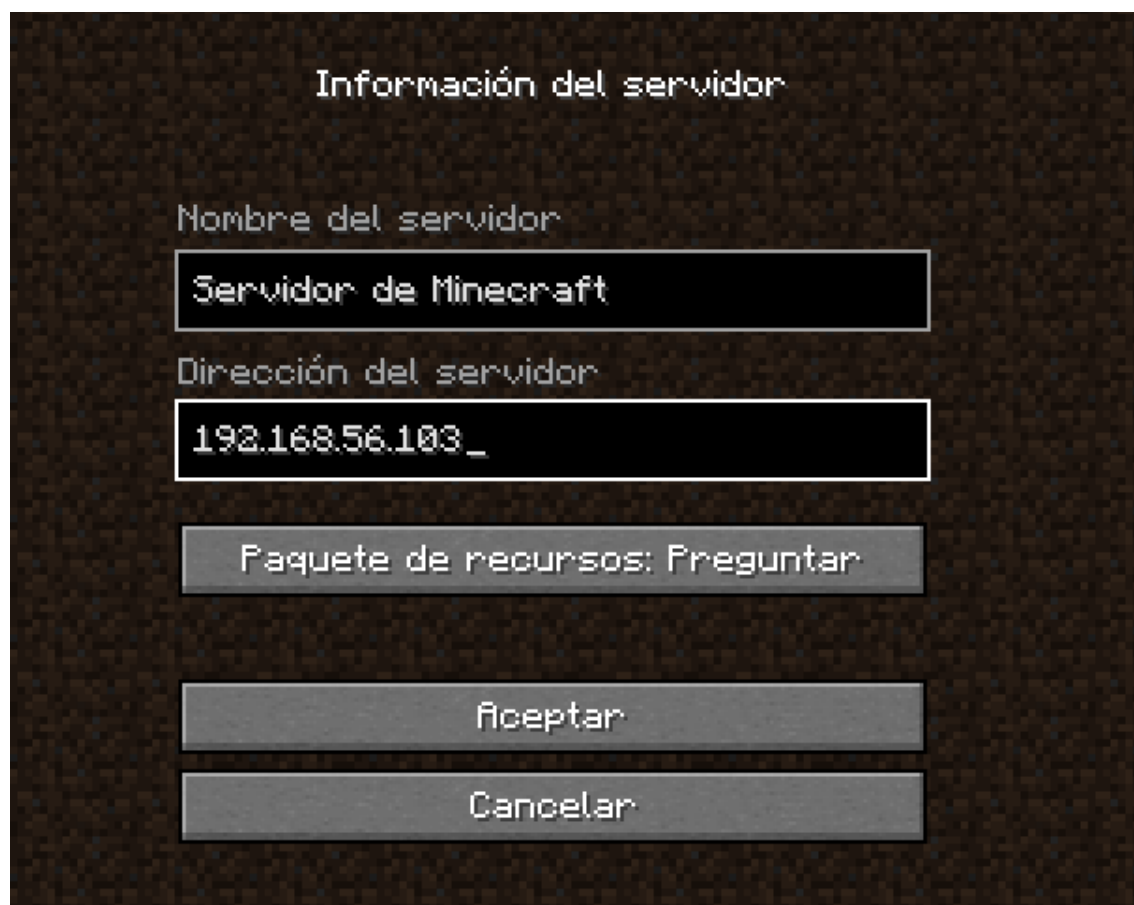 Información del servidor
Nombre del servidor
Servidor de Minecraft
Dirección del servidor
192.168.56.103_
Paquete de recursos: Preguntar
Aceptar
Cancelar